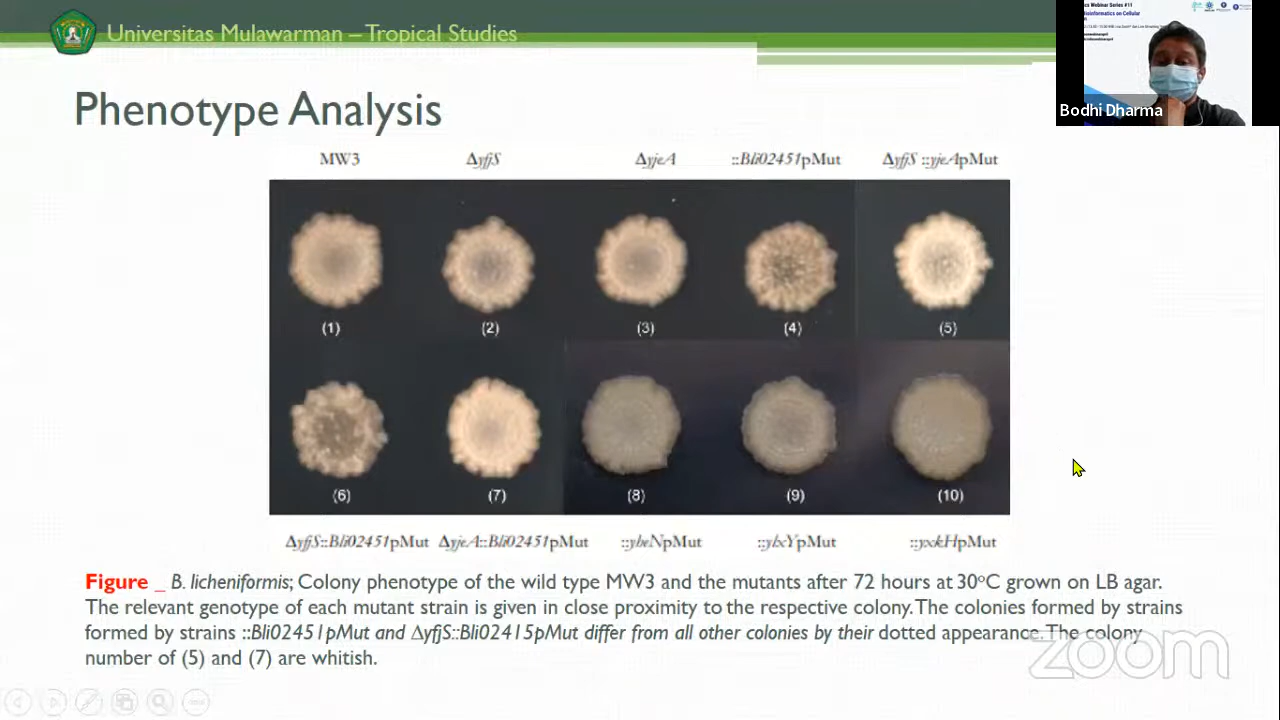 Universitas Mulawarman – Tropical Studies
Bodhi Dharma
Phenotype Analysis
MW3 ΔyfjS ΔyjeA ::Bli02451pMut ΔyfjS ::yjeApMut
(1) (2) (3) (4) (5)
(6) (7) (8) (9) (10)
ΔyfjS::Bli02451pMut ΔyjeA::Bli02451pMut ::ybeNpMut ::ylxYpMut ::yxkHpMut
Figure _ B. licheniformis; Colony phenotype of the wild type MW3 and the mutants after 72 hours at 30°C grown on LB agar.
The relevant genotype of each mutant strain is given in close proximity to the respective colony. The colonies formed by strains
formed by strains ::Bli02451pMut and ΔyfjS::Bli02415pMut differ from all other colonies by their dotted appearance. The colony
number of (5) and (7) are whitish.
zoom